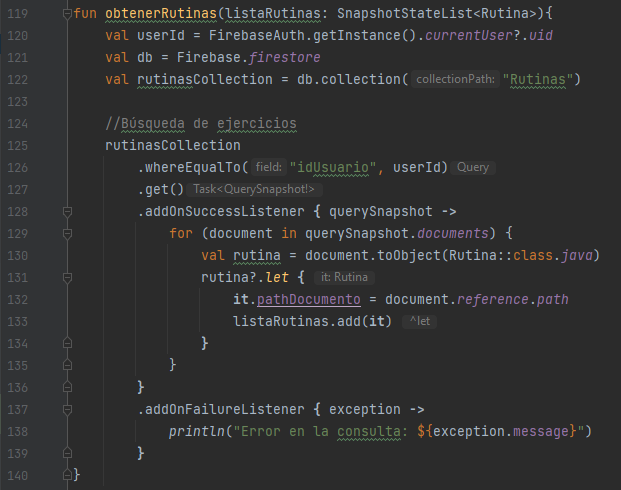 119 fun obtenerRutinas(listaRutinas: SnapshotStateList<Rutina>){
120     val userId = FirebaseAuth.getInstance().currentUser?.uid
121     val db = Firebase.firestore
122     val rutinasCollection = db.collection( collectionPath: "Rutinas")
123
124     //Búsqueda de ejercicios
125     rutinasCollection
126         .whereEqualTo( field: "idUsuario", userId) Query
127         .get() Task<QuerySnapshot!>
128         .addOnSuccessListener { querySnapshot ->
129             for (document in querySnapshot.documents) {
130                 val rutina = document.toObject(Rutina::class.java)
131                 rutina?.let { it: Rutina
132                     it.pathDocumento = document.reference.path
133                     listaRutinas.add(it) ^let
134                 }
135             }
136         }
137         .addOnFailureListener { exception ->
138             println("Error en la consulta: ${exception.message}")
139         }
140 }